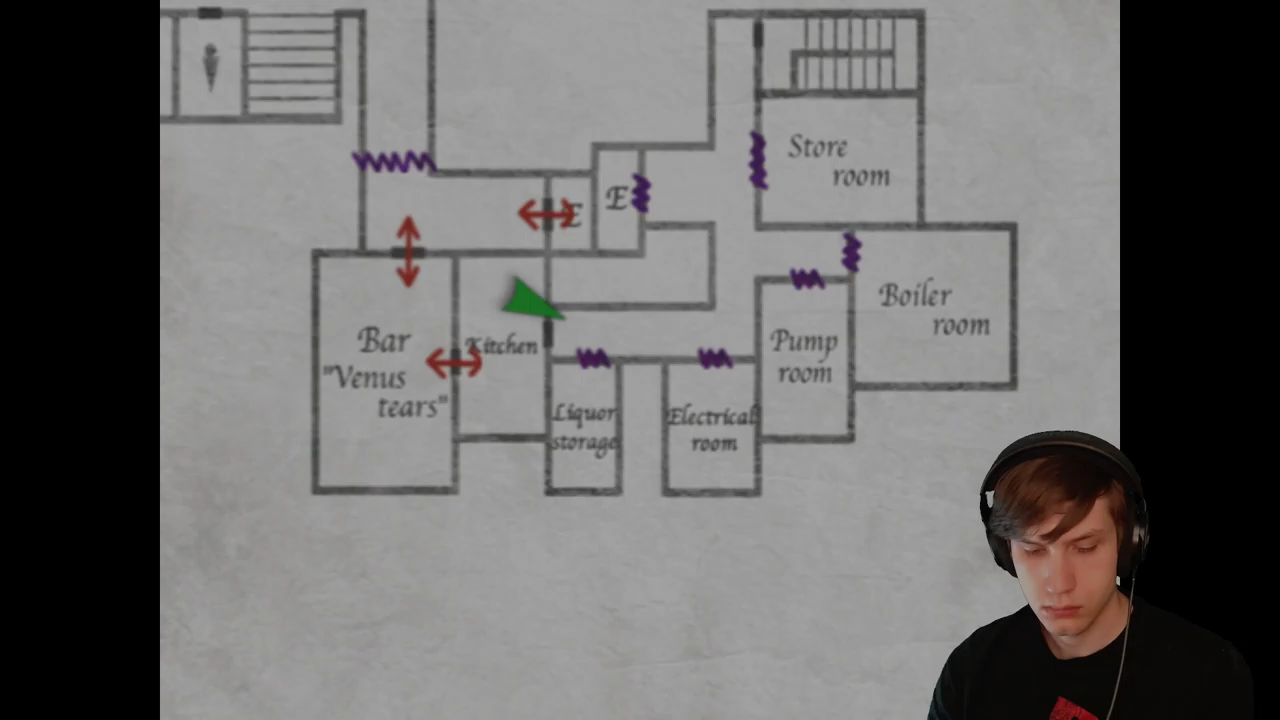 Store
room
E
E
Boiler
room
Bar
"Venus
tears"
Kitchen
Pump
room
Liquor
storage
Electrical
room